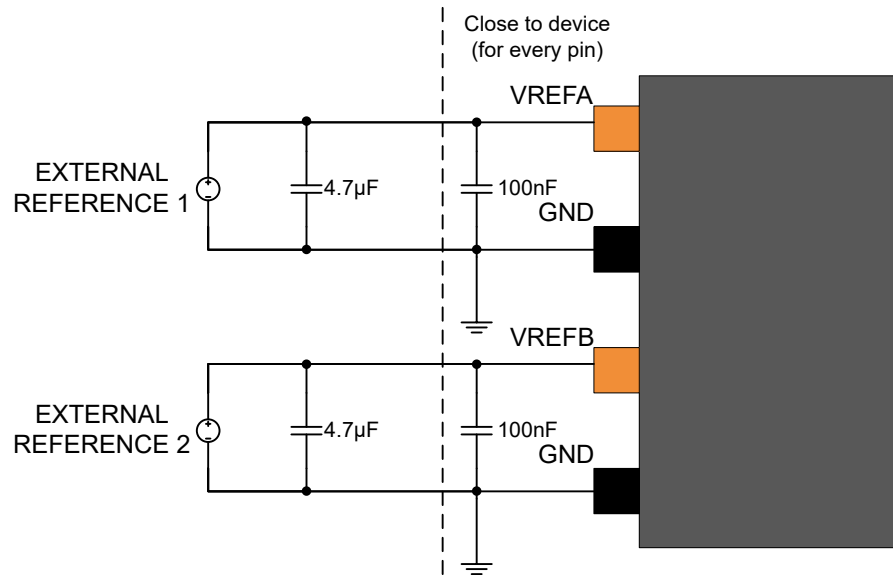 Close to device
(for every pin)
VREFA
EXTERNAL
REFERENCE 1
4.7µF
100nF
GND
VREFB
EXTERNAL
REFERENCE 2
4.7µF
100nF
GND